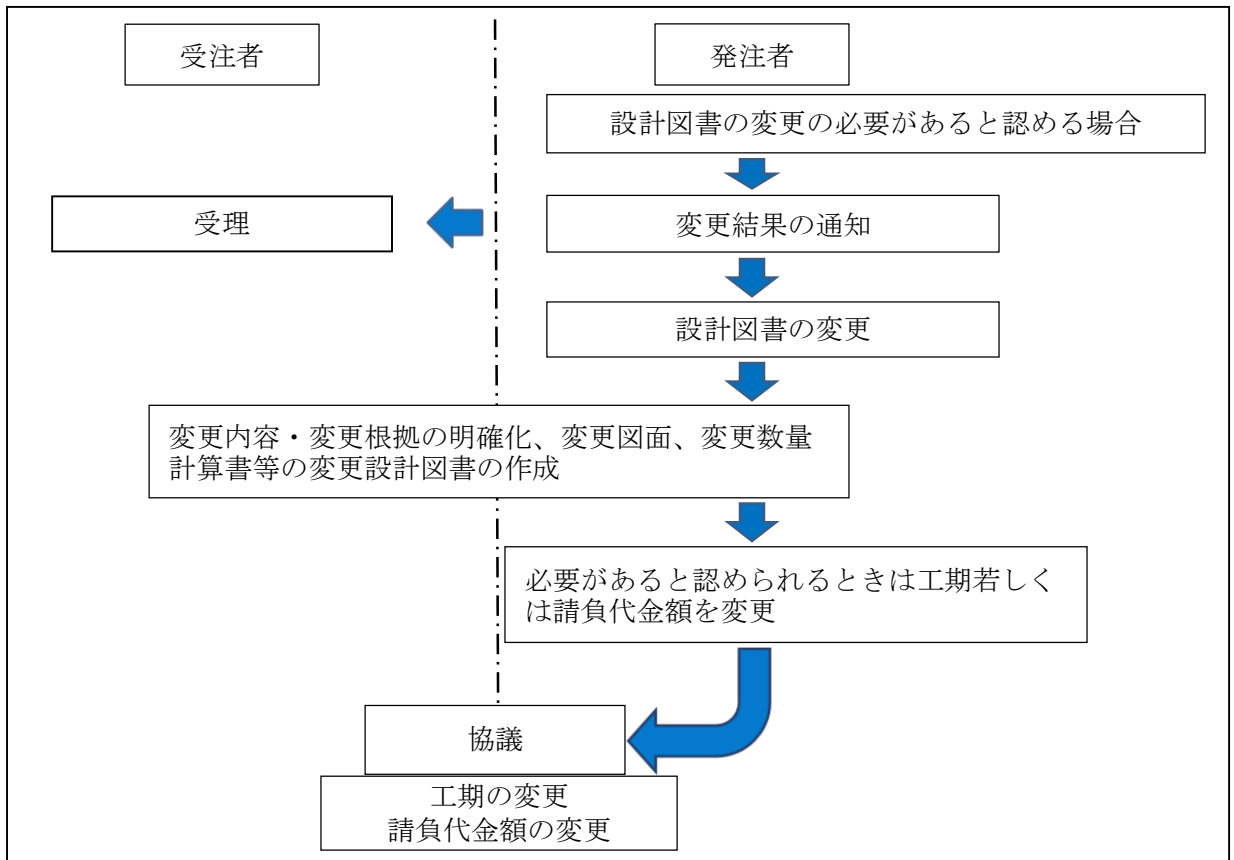 受注者
発注者
設計図書の変更の必要があると認める場合
受理
変更結果の通知
設計図書の変更
変更内容・変更根拠の明確化、変更図面、変更数量
計算書等の変更設計図書の作成
必要があると認められるときは工期若しく
は請負代金額を変更
協議
工期の変更
請負代金額の変更